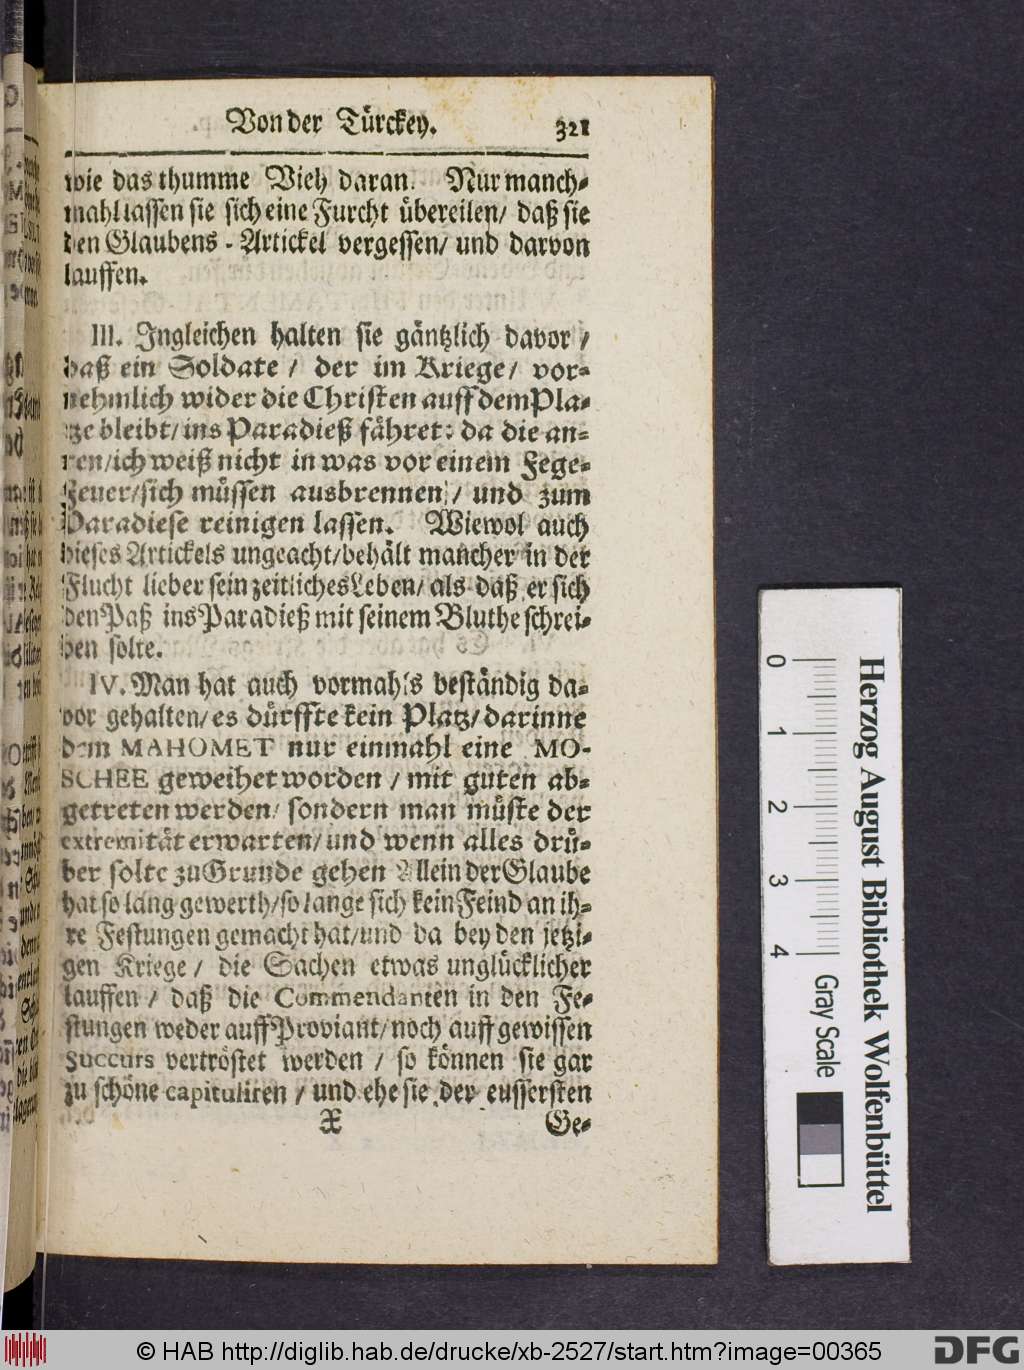 Von der Türckey. 321
wie das thumme Vieh daran. Nur manch-
mahl lassen sie sich eine Furcht übereilen/ daß sie
den Glaubens-Artickel vergessen/ und darvon
lauffen.
III. Ingleichen halten sie gäntzlich davor/
daß ein Soldate/ der im Kriege/ vor-
nehmlich wider die Christen auff dem Pla-
tze bleibt/ ins Paradieß fähret: da die an-
ren/ ich weiß nicht in was vor einem Fege-
Feuer/ sich müssen ausbrennen/ und zum
Paradiese reinigen lassen. Wiewol auch
dieses Artickels ungeacht/ behält mancher in der
Flucht lieber sein zeitliches Leben/ als daß er sich
den Paß ins Paradieß mit seinem Bluthe schrei-
ben solte.
IV. Man hat auch vormahls beständig da-
vor gehalten/ es dürffte kein Platz/ darinne
dem MAHOMET nur einmahl eine MO-
SCHEE geweihet worden/ mit guten ab-
getreten werden/ sondern man müste der
extremität erwarten/ und wenn alles drü-
ber solte zu Grunde gehen Allein der Glaube
hat so lang gewerth/ so lange sich kein Feind an ih-
re Festungen gemacht hat/ und da bey den jetzi-
gen Kriege/ die Sachen etwas unglücklicher
lauffen/ daß die Commendanten in den Fe-
stungen weder auff Proviant/ noch auff gewissen
Succurs vertröstet werden/ so können sie gar
zu schöne capituliren/ und ehe sie der eussersten
X Ge-
0 1 2 3 4
Gray Scale
Herzog August Bibliothek Wolfenbüttel
© HAB http://diglib.hab.de/drucke/xb-2527/start.htm?image=00365
DFG